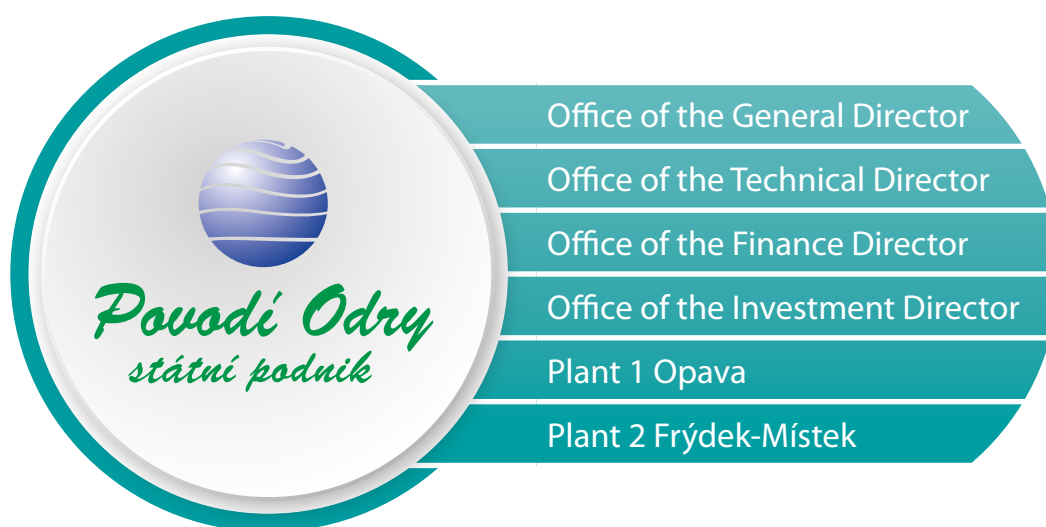 Povodí Odry
státní podnik
Office of the General Director
Office of the Technical Director
Office of the Finance Director
Office of the Investment Director
Plant 1 Opava
Plant 2 Frýdek-Místek